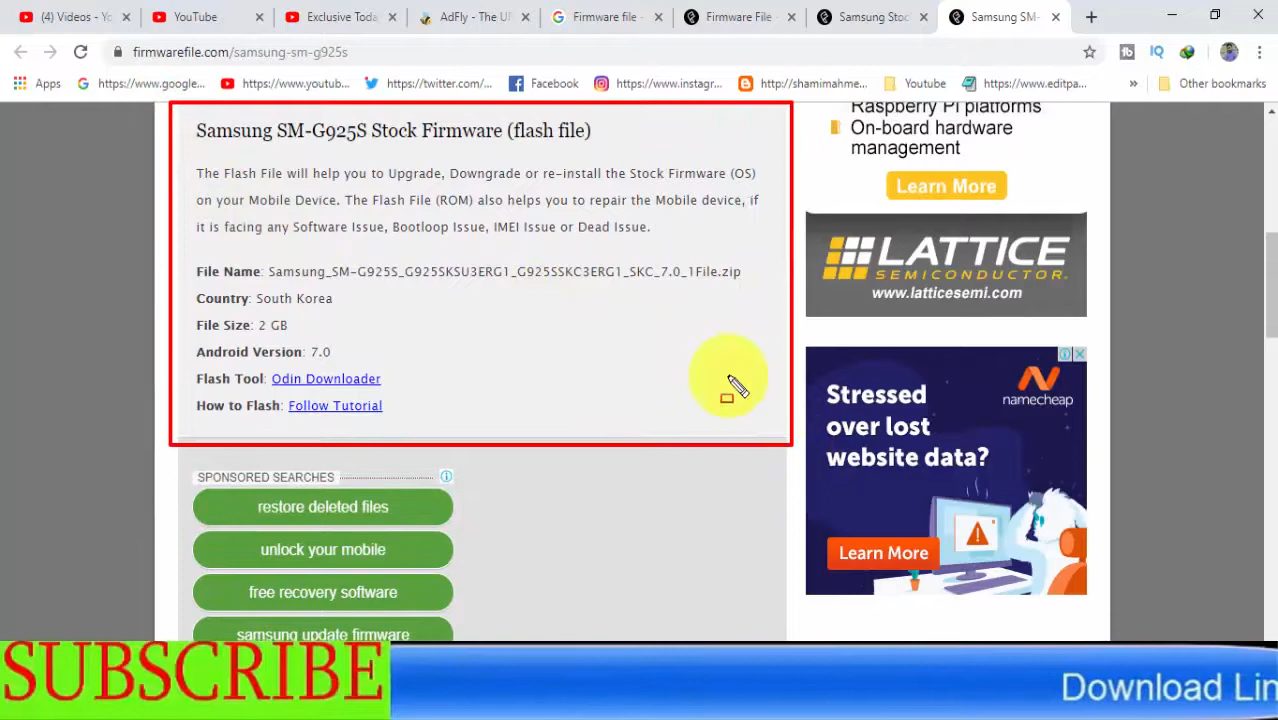 (4) Videos - Yo
YouTube
Exclusive Toda
AdFly - The UR
Firmware file -
Firmware File -
Samsung Stoc
Samsung SM-
firmwarefile.com/samsung-sm-g925s
Apps
https://www.google...
https://www.youtub...
https://twitter.com/...
Facebook
https://www.instagr...
http://shamimahme...
Youtube
https://www.editpa...
Other bookmarks
Samsung SM-G925S Stock Firmware (flash file)
The Flash File will help you to Upgrade, Downgrade or re-install the Stock Firmware (OS)
on your Mobile Device. The Flash File (ROM) also helps you to repair the Mobile device, if
it is facing any Software Issue, Bootloop Issue, IMEI Issue or Dead Issue.
File Name: Samsung_SM-G925S_G925SKSU3ERG1_G925SSKC3ERG1_SKC_7.0_1File.zip
Country: South Korea
File Size: 2 GB
Android Version: 7.0
Flash Tool: Odin Downloader
How to Flash: Follow Tutorial
SPONSORED SEARCHES
restore deleted files
unlock your mobile
free recovery software
samsung update firmware
Raspberry Pi platforms
On-board hardware
management
Learn More
LATTICE
SEMICONDUCTOR.
www.latticesemi.com
namecheap
Stressed
over lost
website data?
Learn More
SUBSCRIBE
Download Lin